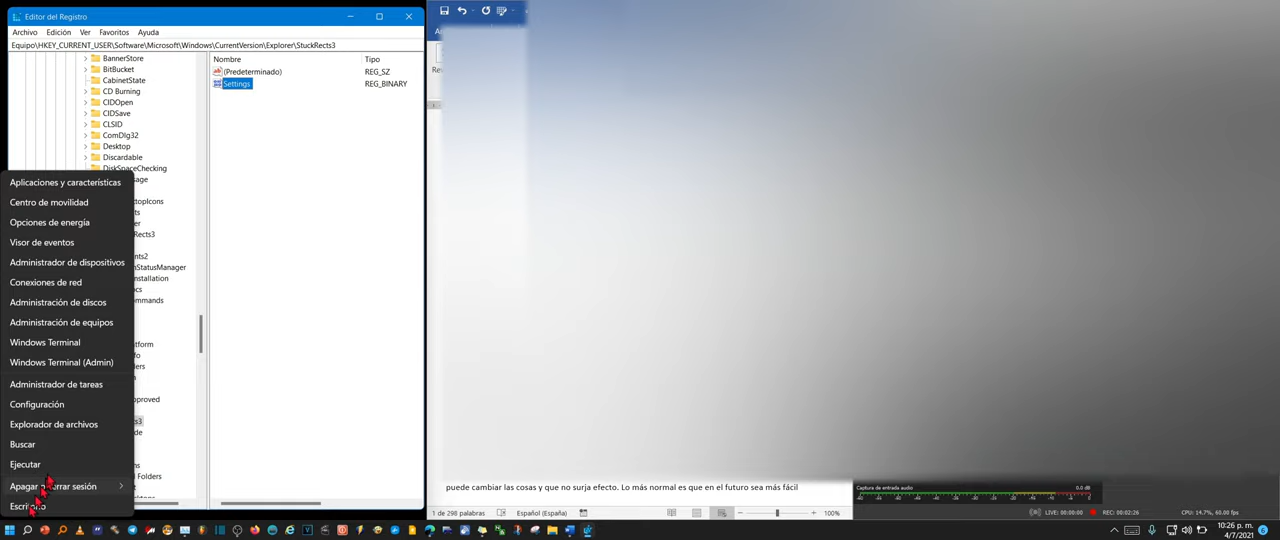 Editor del Registro
Archivo Edición Ver Favoritos Ayuda
Equipo\HKEY_CURRENT_USER\Software\Microsoft\Windows\CurrentVersion\Explorer\StuckRects3
BannerStore
BitBucket
CabinetState
CD Burning
CIDOpen
CIDSave
CLSID
ComDlg32
Desktop
Discardable
DiskSpaceChecking
Nombre Tipo
(Predeterminado) REG_SZ
Settings REG_BINARY
Aplicaciones y características
Centro de movilidad
Opciones de energía
Visor de eventos
Administrador de dispositivos
Conexiones de red
Administración de discos
Administración de equipos
Windows Terminal
Windows Terminal (Admin)
Administrador de tareas
Configuración
Explorador de archivos
Buscar
Ejecutar
Apagar o cerrar sesión
Escritorio
puede cambiar las cosas y que no surja efecto. Lo más normal es que en el futuro sea más fácil
1 de 298 palabras Español (España) 100%
Captura de entrada audio 0.0 dB
LIVE: 00:00:00 REC: 00:02:26 CPU: 14.7%, 60.00 fps
10:26 p. m.
4/7/2021
6